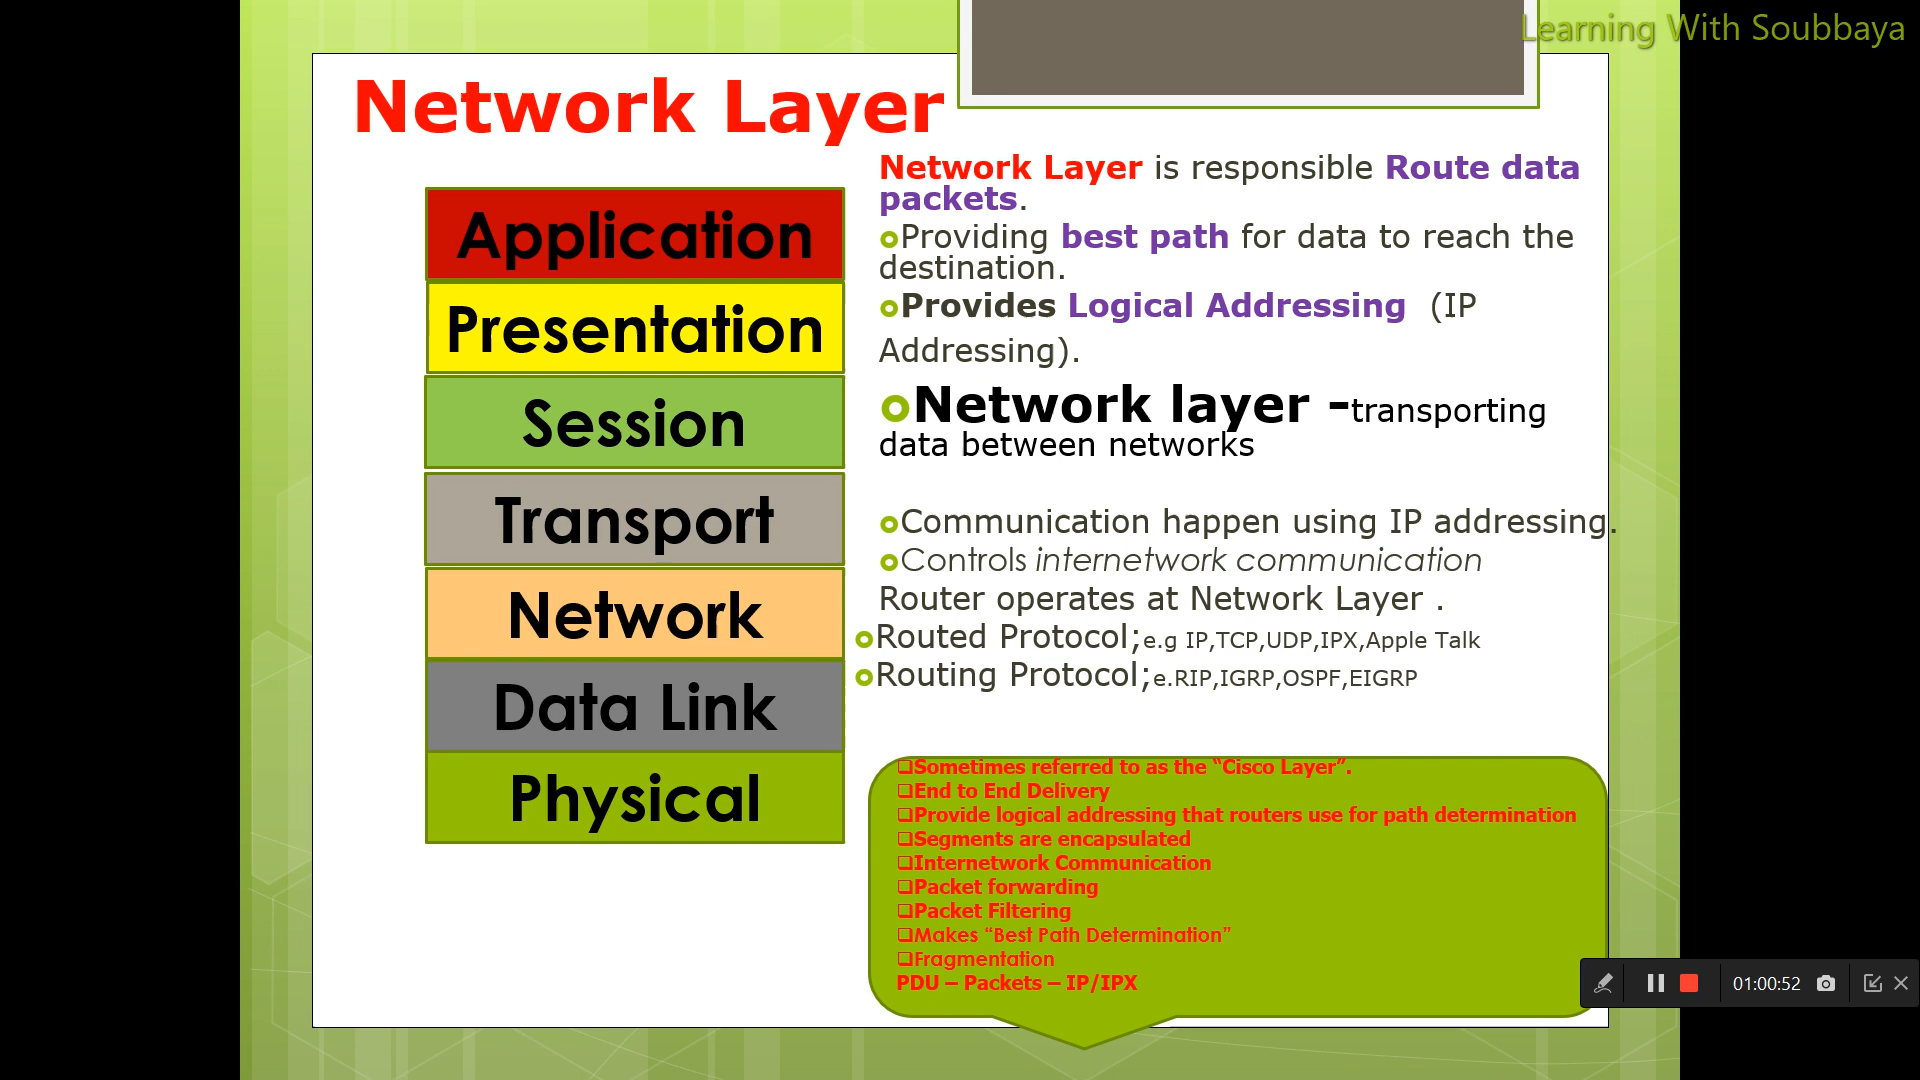 Learning With Soubbaya
Network Layer
Application
Presentation
Session
Transport
Network
Data Link
Physical
Network Layer is responsible Route data
packets.
Providing best path for data to reach the
destination.
Provides Logical Addressing (IP
Addressing).
Network layer -transporting
data between networks
Communication happen using IP addressing.
Controls internetwork communication
Router operates at Network Layer .
Routed Protocol;e.g IP,TCP,UDP,IPX,Apple Talk
Routing Protocol;e.RIP,IGRP,OSPF,EIGRP
❑Sometimes referred to as the “Cisco Layer”.
❑End to End Delivery
❑Provide logical addressing that routers use for path determination
❑Segments are encapsulated
❑Internetwork Communication
❑Packet forwarding
❑Packet Filtering
❑Makes “Best Path Determination”
❑Fragmentation
PDU – Packets – IP/IPX
01:00:52